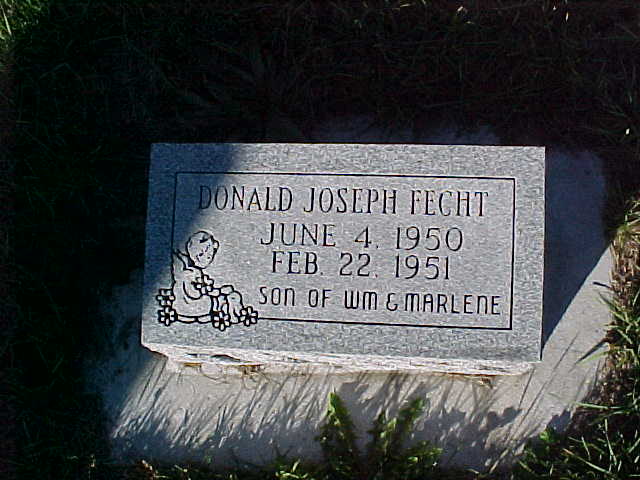 DONALD JOSEPH FECHT
JUNE 4, 1950
FEB. 22, 1951
SON OF WM & MARLENE